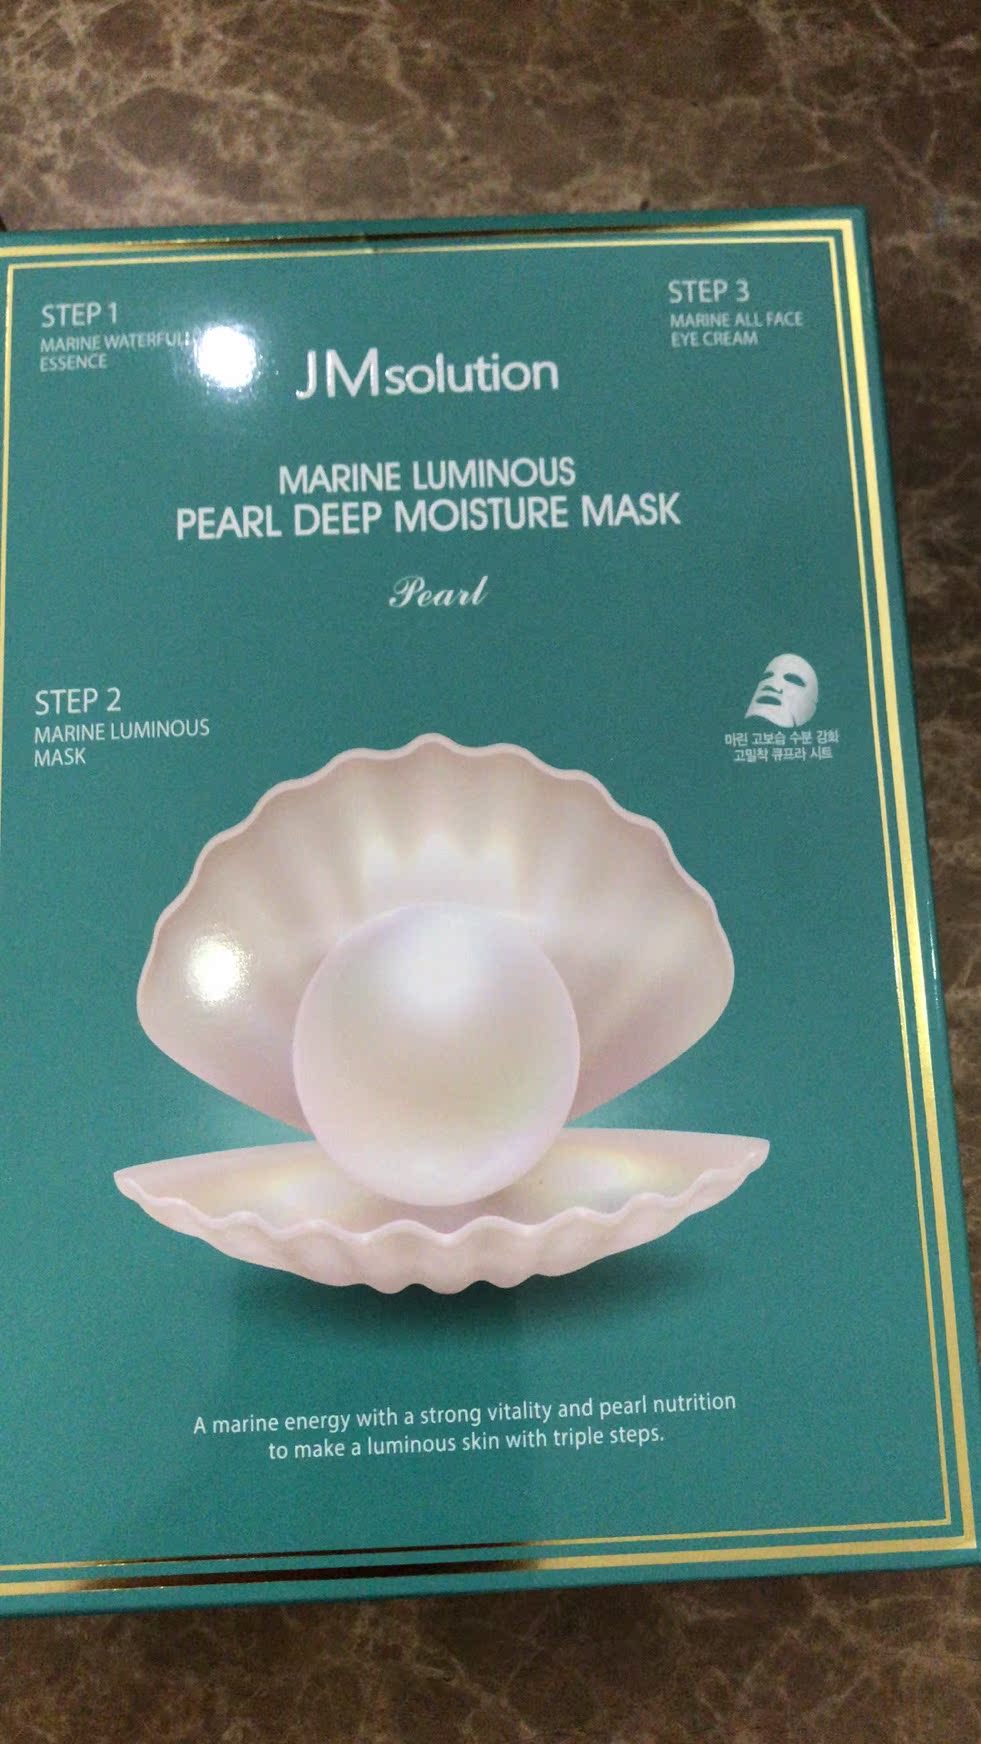 STEP 1
MARINE WATERFULL
ESSENCE
STEP 3
MARINE ALL FACE
EYE CREAM
JMsolution
MARINE LUMINOUS
PEARL DEEP MOISTURE MASK
Pearl
STEP 2
MARINE LUMINOUS
MASK
마린 고보습 수분 강화
고밀착 큐프라 시트
A marine energy with a strong vitality and pearl nutrition
to make a luminous skin with triple steps.